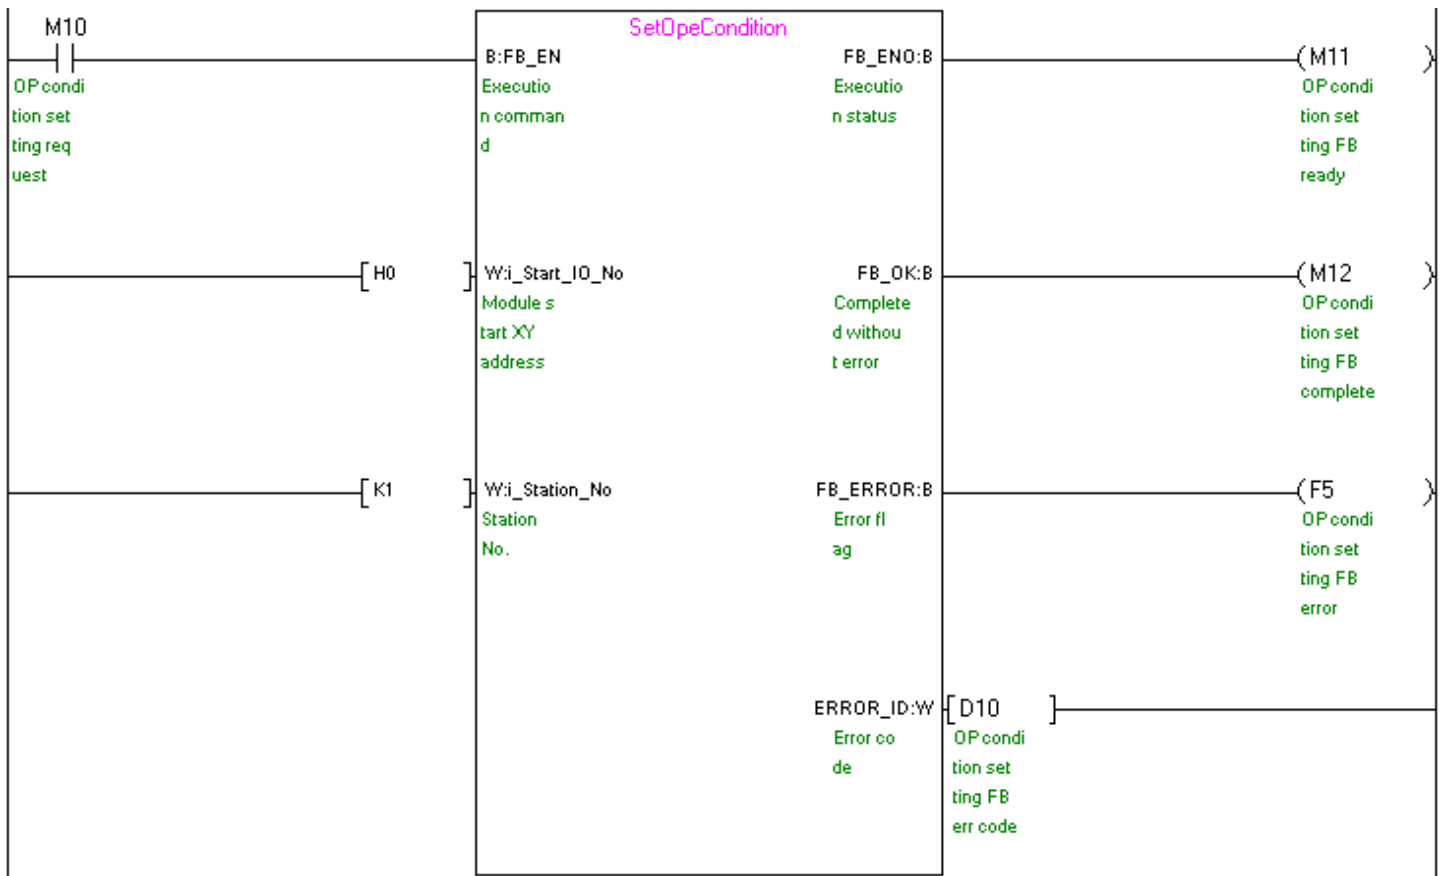 M10
SetOpeCondition
B:FB_EN
FB_ENO:B
(M11 )
OP condi
tion set
ting req
uest
Executio
n comman
d
Executio
n status
OP condi
tion set
ting FB
ready
[ H0 ]
W:i_Start_IO_No
FB_OK:B
(M12 )
Module s
tart XY
address
Complete
d withou
t error
OP condi
tion set
ting FB
complete
[ K1 ]
W:i_Station_No
FB_ERROR:B
(F5 )
Station
No.
Error fl
ag
OP condi
tion set
ting FB
error
ERROR_ID:W
[ D10 ]
Error co
de
OP condi
tion set
ting FB
err code